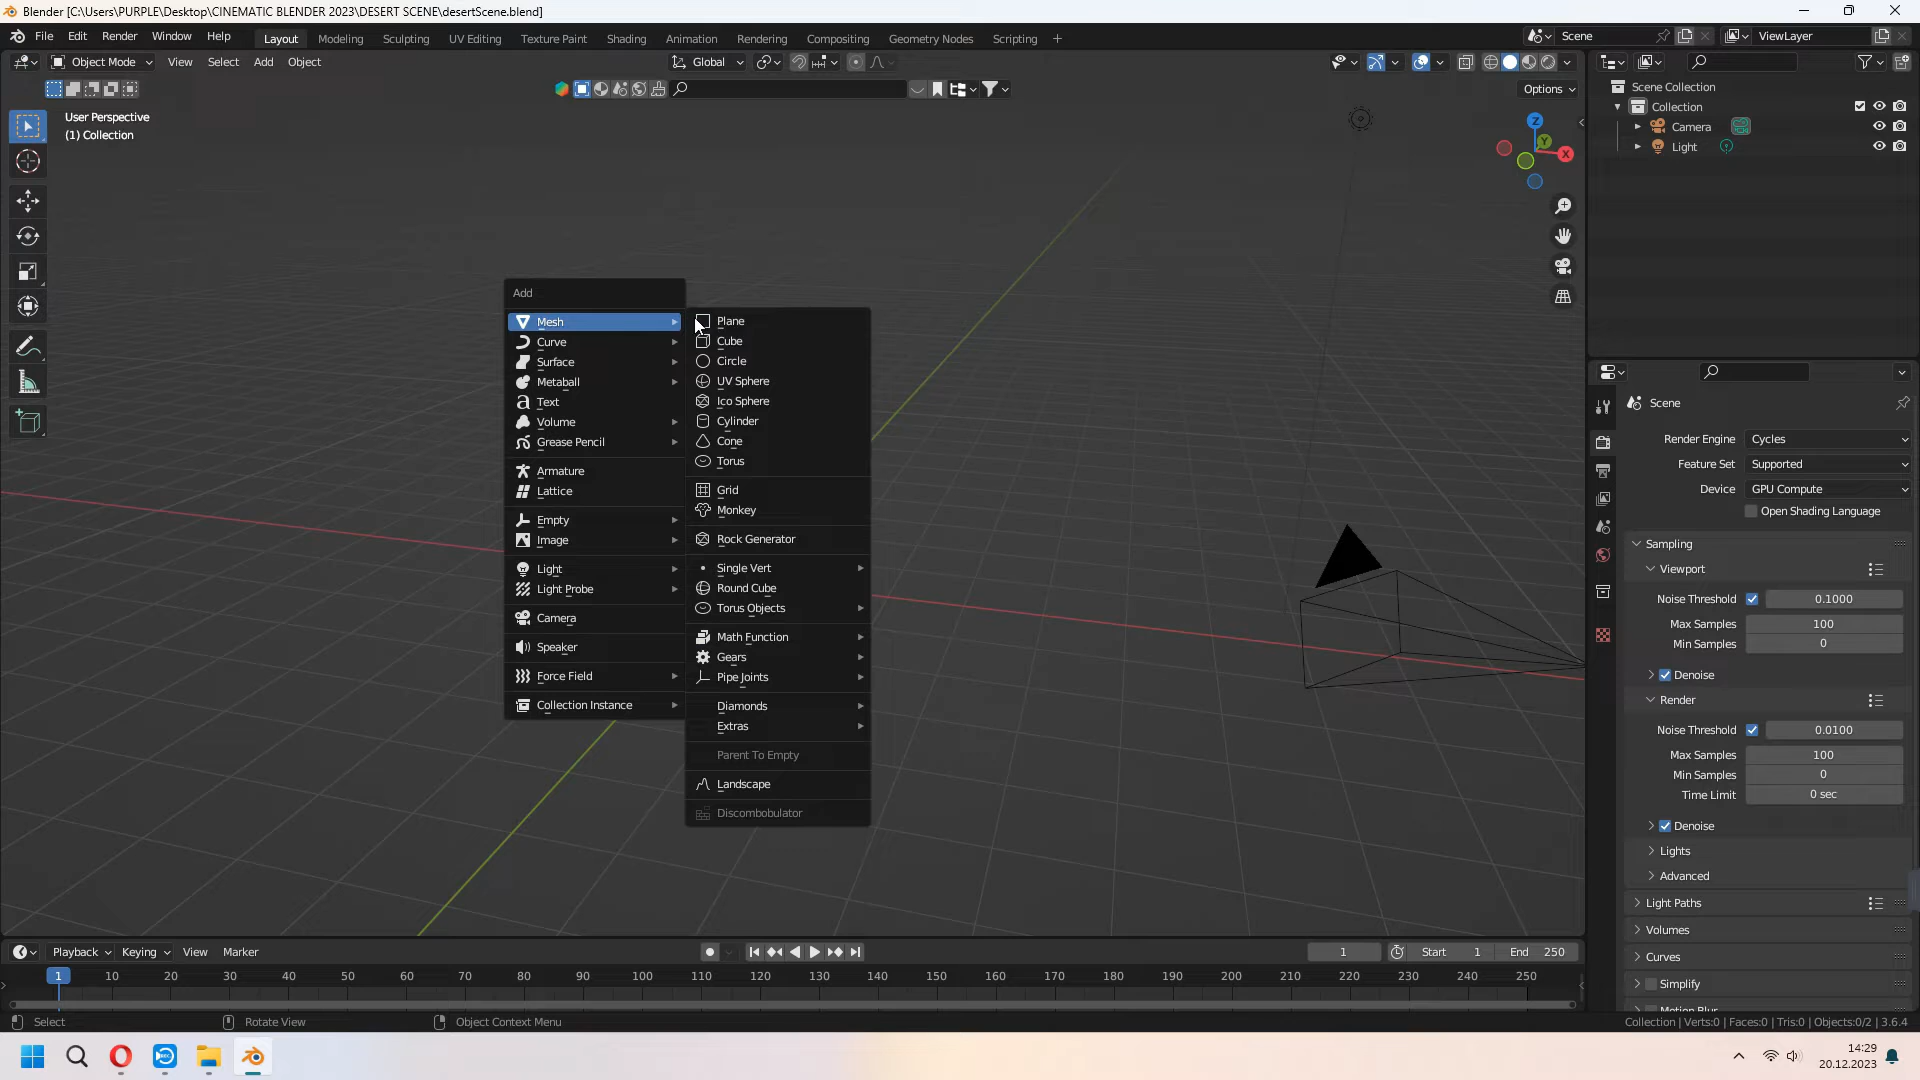 Blender [C:\Users\PURPLE\Desktop\CINEMATIC BLENDER 2023\DESERT SCENE\desertScene.blend]
File Edit Render Window Help Layout Modeling Sculpting UV Editing Texture Paint Shading Animation Rendering Compositing Geometry Nodes Scripting + Scene ViewLayer
Object Mode View Select Add Object Global
Options
User Perspective
(1) Collection
Z
Y
X
Scene Collection
Collection
Camera
Light
Add
Mesh
Curve
Surface
Metaball
Text
Volume
Grease Pencil
Armature
Lattice
Empty
Image
Light
Light Probe
Camera
Speaker
Force Field
Collection Instance
Plane
Cube
Circle
UV Sphere
Ico Sphere
Cylinder
Cone
Torus
Grid
Monkey
Rock Generator
Single Vert
Round Cube
Torus Objects
Math Function
Gears
Pipe Joints
Diamonds
Extras
Parent To Empty
Landscape
Discombobulator
Scene
Render Engine Cycles
Feature Set Supported
Device GPU Compute
Open Shading Language
Sampling
Viewport
Noise Threshold 0.1000
Max Samples 100
Min Samples 0
Denoise
Render
Noise Threshold 0.0100
Max Samples 100
Min Samples 0
Time Limit 0 sec
Denoise
Lights
Advanced
Light Paths
Volumes
Curves
Simplify
Motion Blur
Playback Keying View Marker 1 Start 1 End 250
1 10 20 30 40 50 60 70 80 90 100 110 120 130 140 150 160 170 180 190 200 210 220 230 240 250
Select Rotate View Object Context Menu Collection | Verts:0 | Faces:0 | Tris:0 | Objects:0/2 | 3.6.4
REC
14:29
20.12.2023